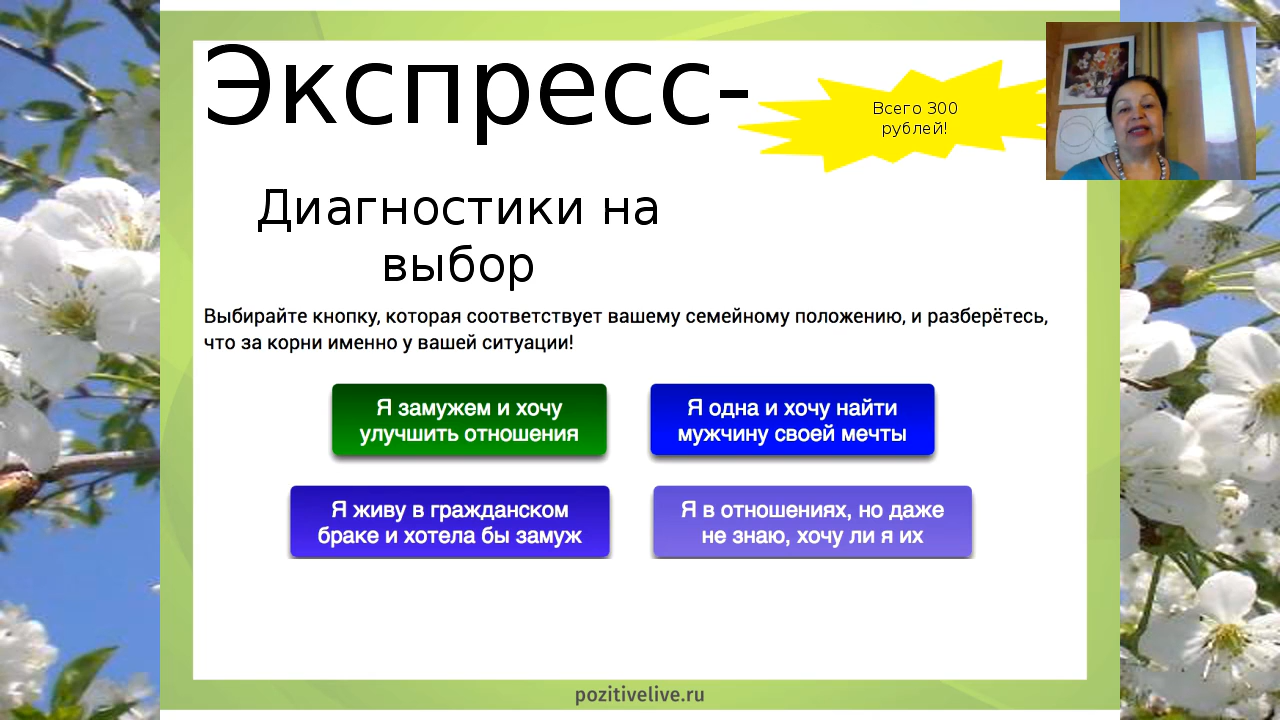 Экспресс-
Всего 300
рублей!
Диагностики на
выбор
Выбирайте кнопку, которая соответствует вашему семейному положению, и разберётесь,
что за корни именно у вашей ситуации!
Я замужем и хочу
улучшить отношения
Я одна и хочу найти
мужчину своей мечты
Я живу в гражданском
браке и хотела бы замуж
Я в отношениях, но даже
не знаю, хочу ли я их
pozitivelive.ru